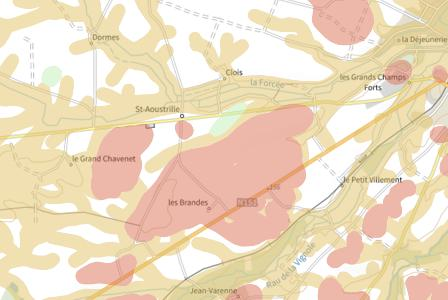 Dormes
la Déjeunerie
Clois
la Forcée
les Grands Champs
Forts
St-Aoustrille
le Grand Chavenet
le Petit Villement
les Brandes
N151
Rau de la Vignole
Jean-Varenne